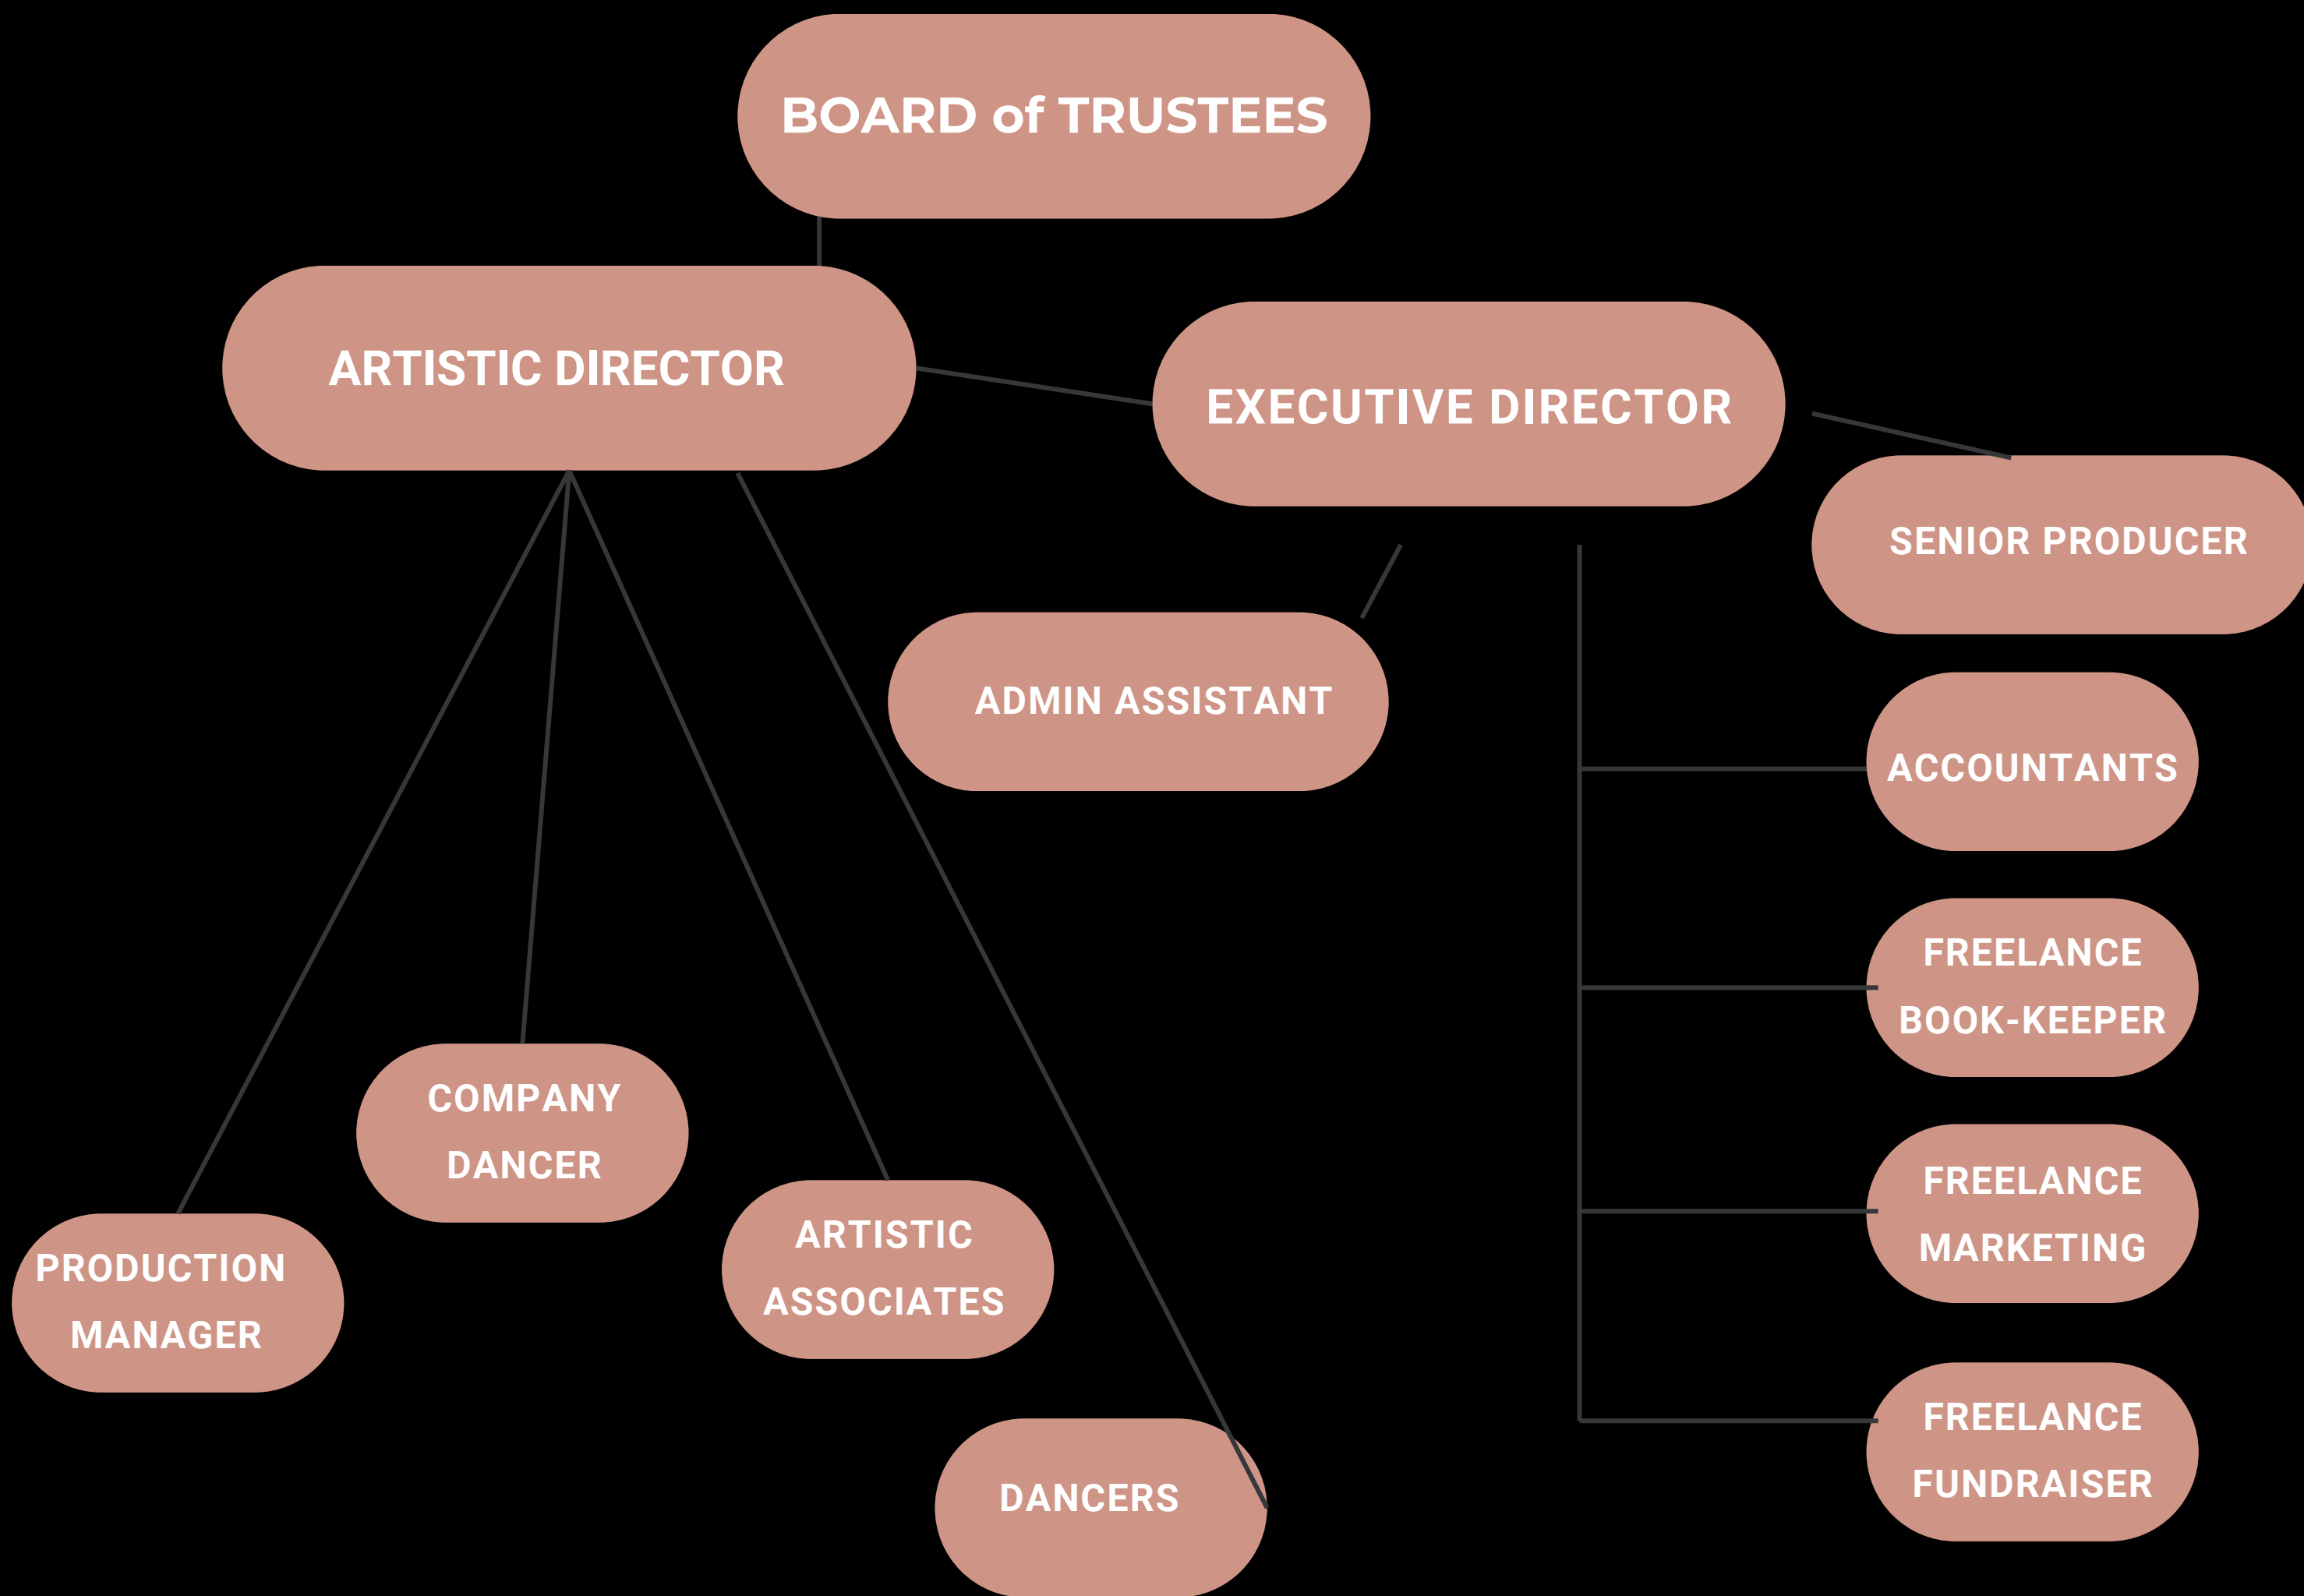 BOARD of TRUSTEES
ARTISTIC DIRECTOR
EXECUTIVE DIRECTOR
SENIOR PRODUCER
ADMIN ASSISTANT
ACCOUNTANTS
FREELANCE
BOOK-KEEPER
COMPANY
DANCER
FREELANCE
MARKETING
ARTISTIC
ASSOCIATES
PRODUCTION
MANAGER
FREELANCE
FUNDRAISER
DANCERS